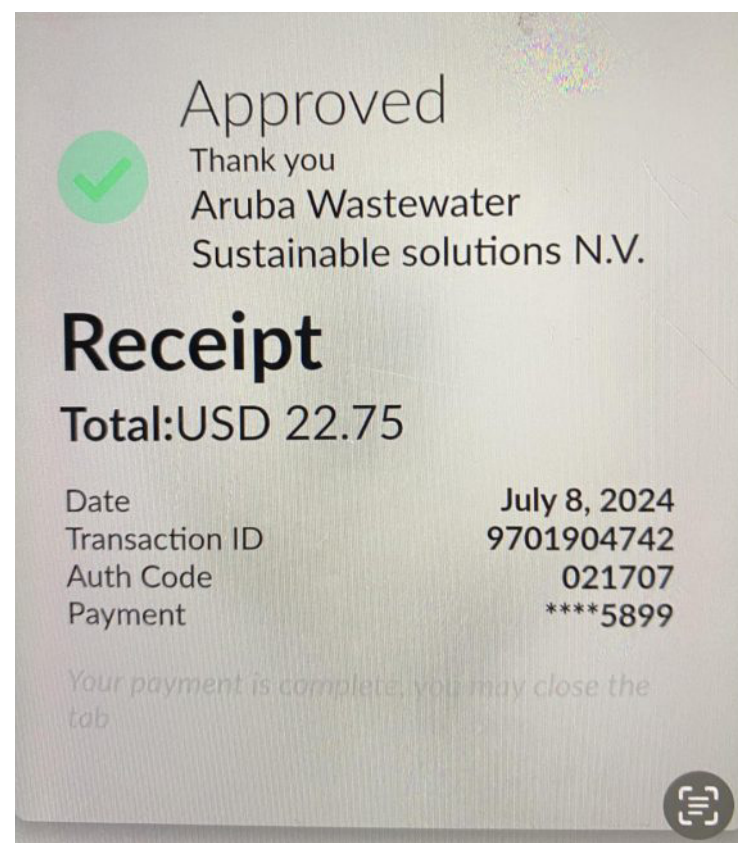 Approved
Thank you
Aruba Wastewater
Sustainable solutions N.V.
Receipt
Total:USD 22.75
Date July 8, 2024
Transaction ID 9701904742
Auth Code 021707
Payment ****5899
Your payment is complete, you may close the
tab